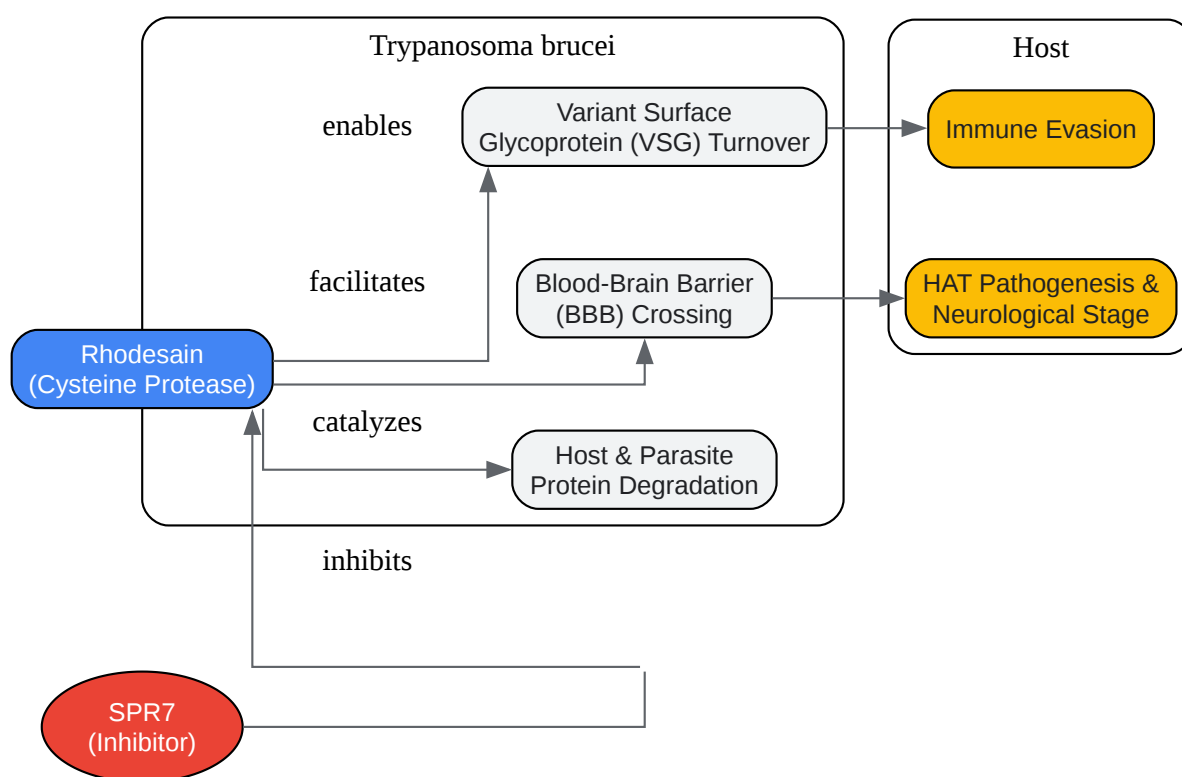 Trypanosoma brucei
Host
enables
Variant Surface
Glycoprotein (VSG) Turnover
Immune Evasion
facilitates
Blood-Brain Barrier
(BBB) Crossing
HAT Pathogenesis &
Neurological Stage
Rhodesain
(Cysteine Protease)
catalyzes
Host & Parasite
Protein Degradation
inhibits
SPR7
(Inhibitor)